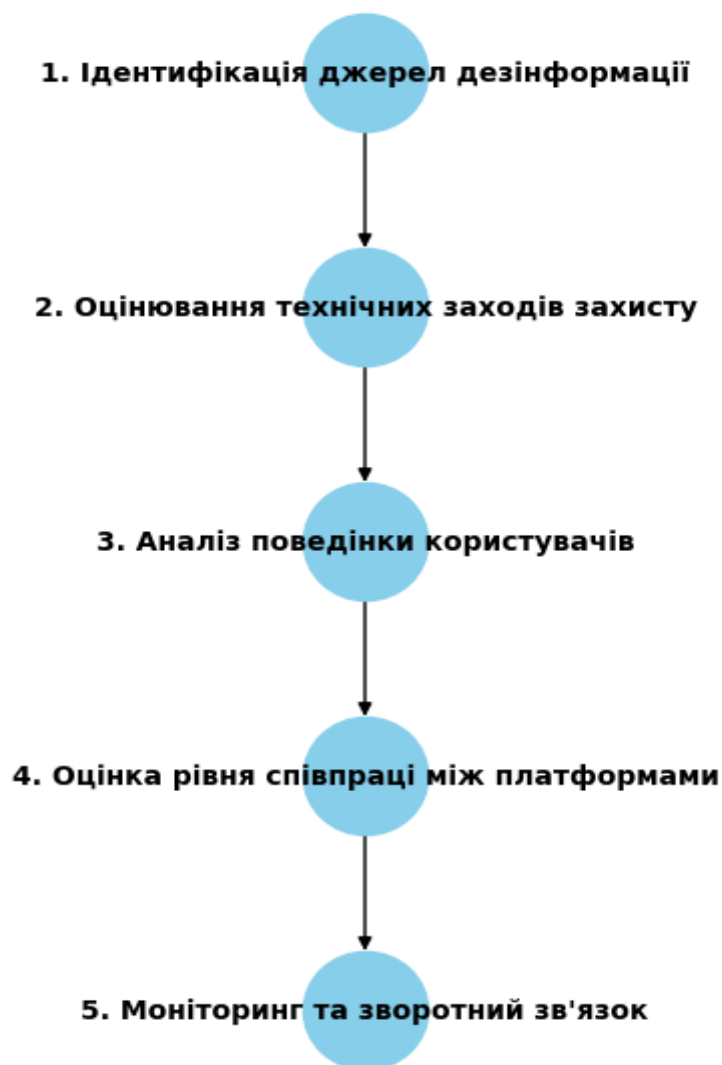 1. Ідентифікація джерел дезінформації
2. Оцінювання технічних заходів захисту
3. Аналіз поведінки користувачів
4. Оцінка рівня співпраці між платформами
5. Моніторинг та зворотний зв'язок